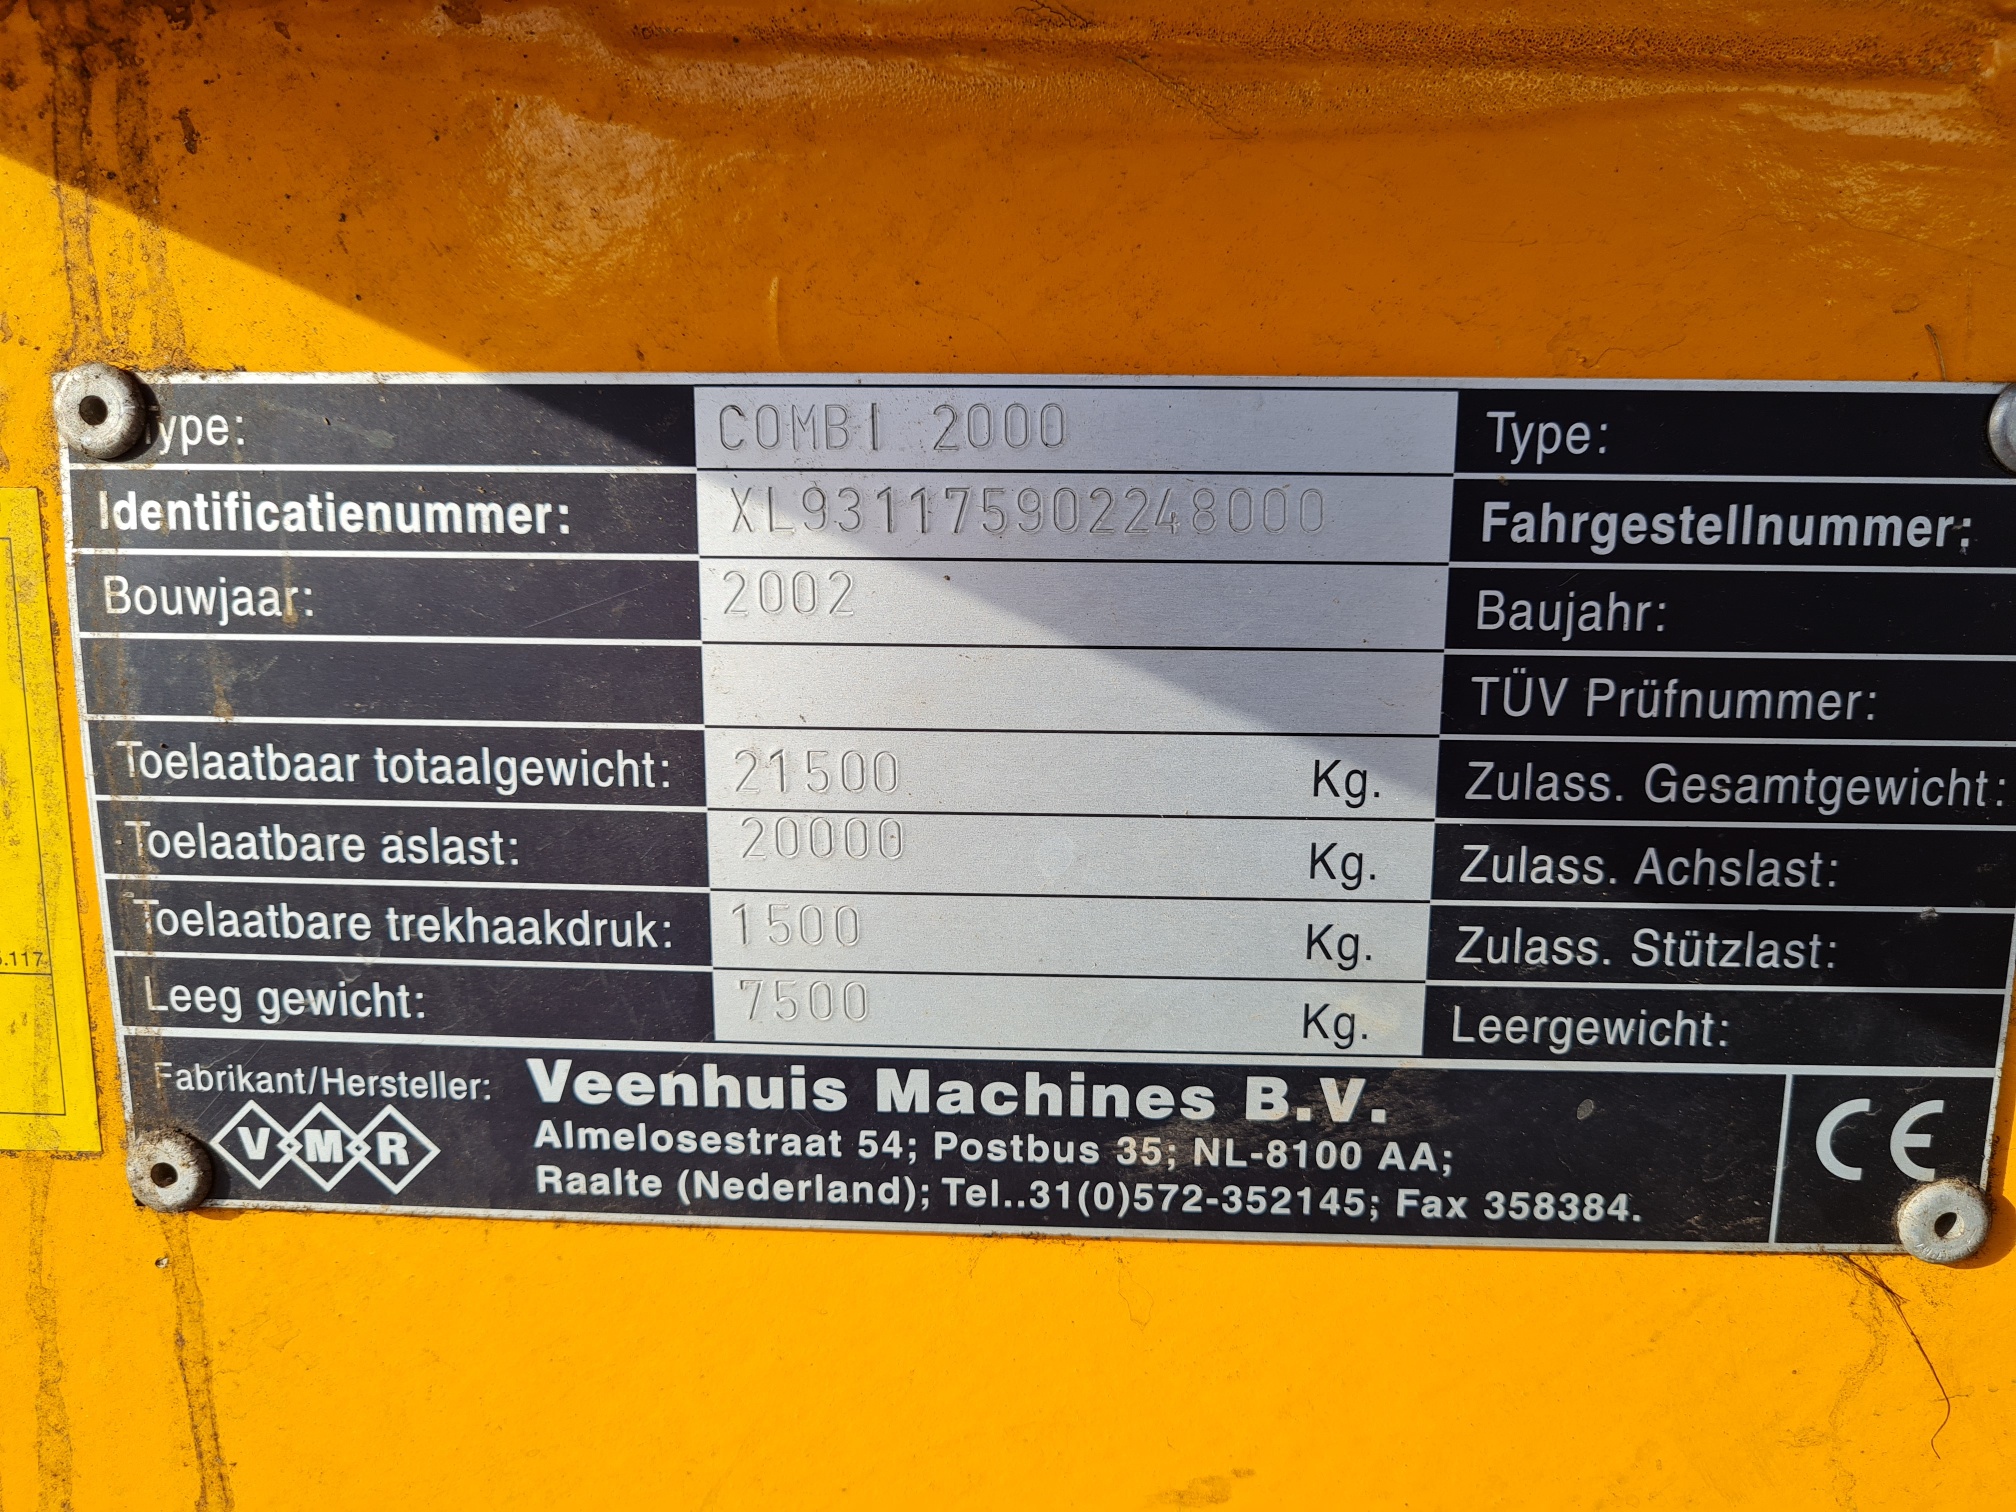 Type: COMBI 2000 Type:
Identificatienummer: XL931175902248000 Fahrgestellnummer:
Bouwjaar: 2002 Baujahr:
TÜV Prüfnummer:
Toelaatbaar totaalgewicht: 21500 Kg. Zulass. Gesamtgewicht:
Toelaatbare aslast: 20000 Kg. Zulass. Achslast:
Toelaatbare trekhaakdruk: 1500 Kg. Zulass. Stützlast:
Leeg gewicht: 7500 Kg. Leergewicht:
Fabrikant/Hersteller: Veenhuis Machines B.V.
VMR Almelosestraat 54; Postbus 35; NL-8100 AA; CE
Raalte (Nederland); Tel..31(0)572-352145; Fax 358384.